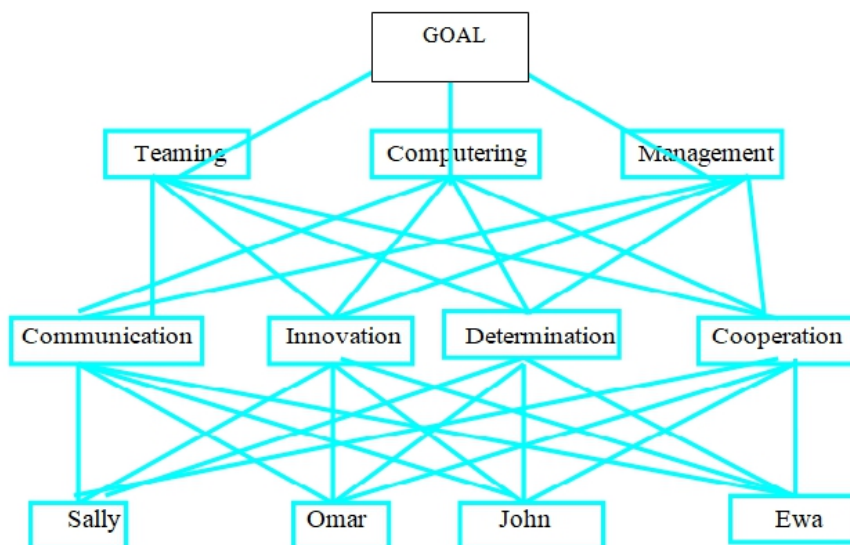 GOAL
Teaming Computering Management
Communication Innovation Determination Cooperation
Sally Omar John Ewa